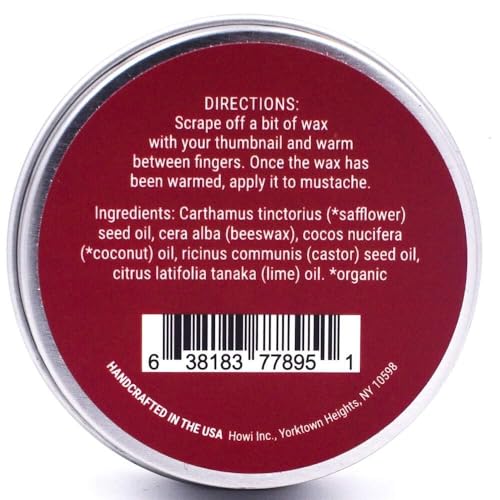 DIRECTIONS:
Scrape off a bit of wax
with your thumbnail and warm
between fingers. Once the wax has
been warmed, apply it to mustache.
Ingredients: Carthamus tinctorius (*safflower)
seed oil, cera alba (beeswax), cocos nucifera
(*coconut) oil, ricinus communis (castor) seed oil,
citrus latifolia tanaka (lime) oil. *organic
6 38183 77895 1
HANDCRAFTED IN THE USA Howi Inc., Yorktown Heights, NY 10598